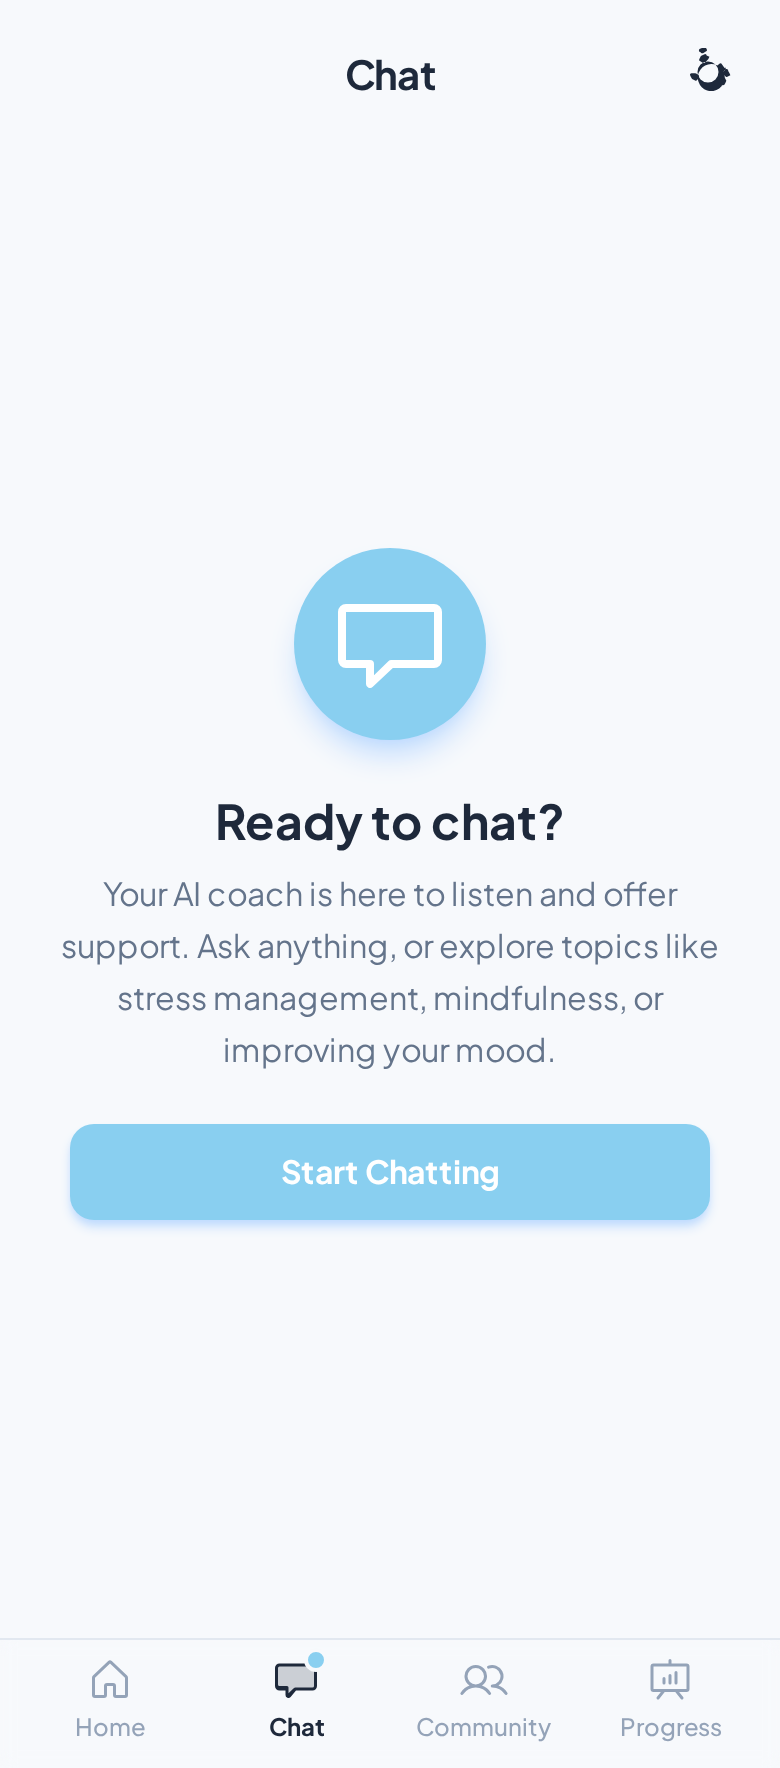 Chat
Ready to chat?
Your AI coach is here to listen and offer
support. Ask anything, or explore topics like
stress management, mindfulness, or
improving your mood.
Start Chatting
Home
Chat
Community
Progress